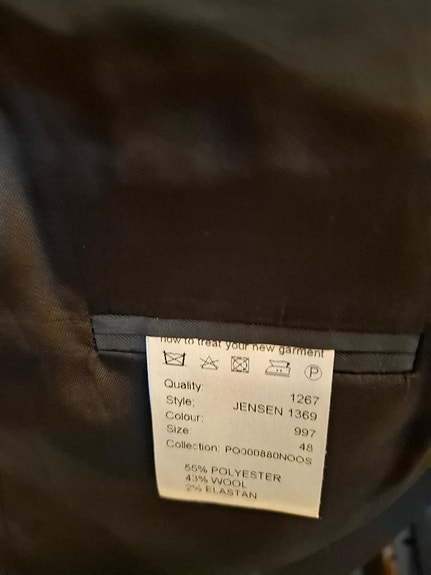 how to treat your new garment
P
Quality: 1267
Style; JENSEN 1369
Colour: 997
Size: 48
Collection: PO000880NOOS
55% POLYESTER
43% WOOL
2% ELASTAN